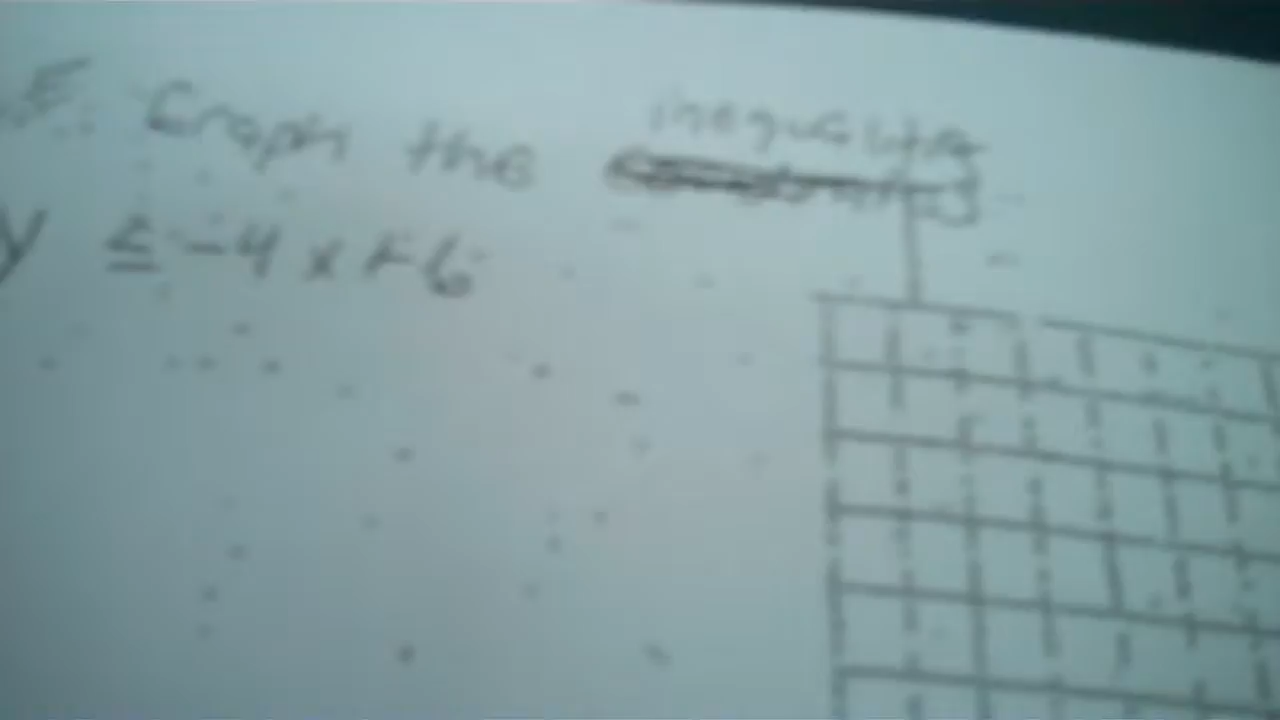 Graph the inequality
y ≤ -4x+6